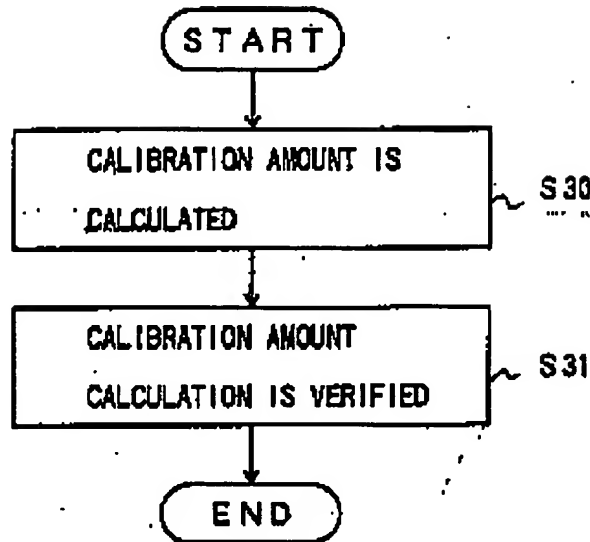 START
CALIBRATION AMOUNT IS
CALCULATED
S30
CALIBRATION AMOUNT
CALCULATION IS VERIFIED
S31
END